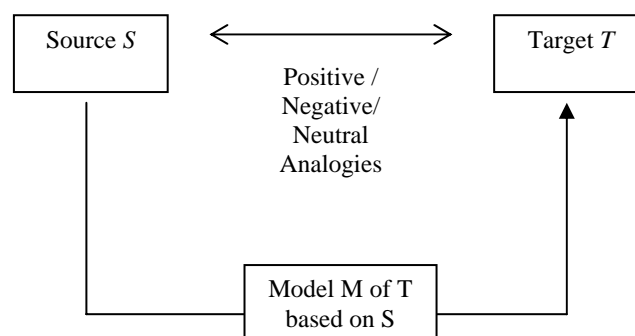 Source S
Target T
Positive /
Negative/
Neutral
Analogies
Model M of T
based on S